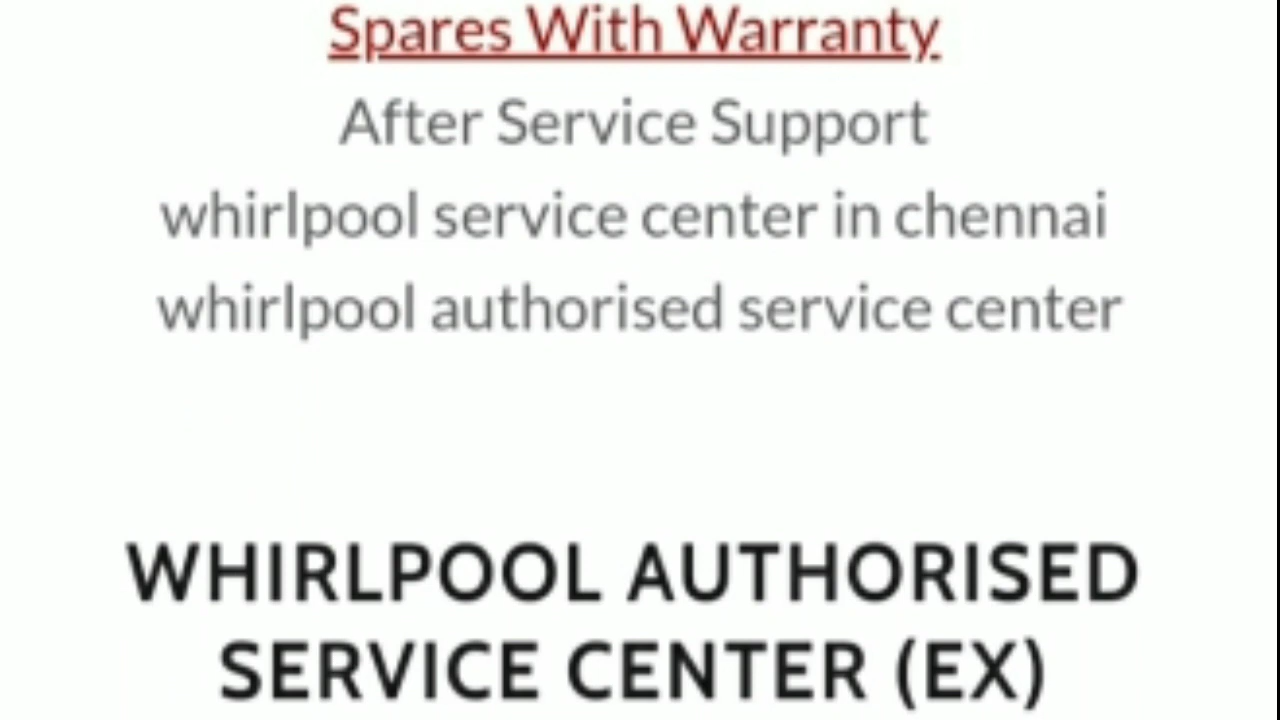 Spares With Warranty
After Service Support
whirlpool service center in chennai
whirlpool authorised service center
WHIRLPOOL AUTHORISED
SERVICE CENTER (EX)